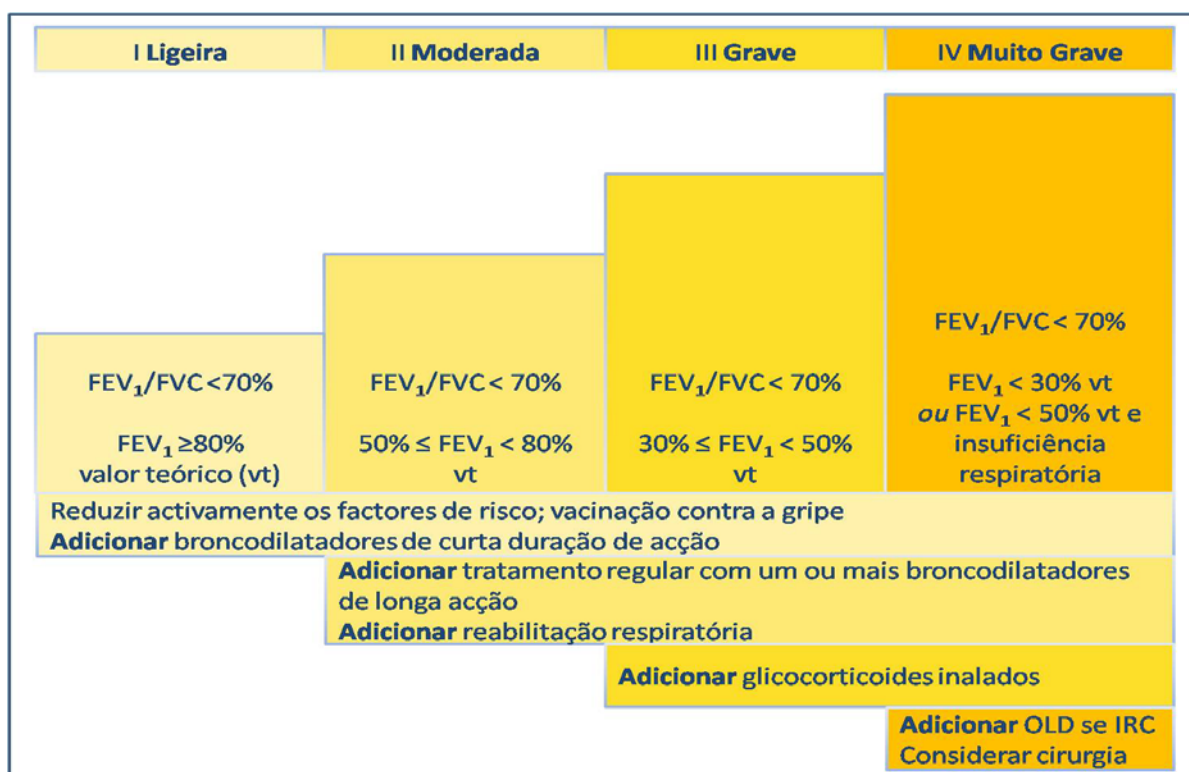 I Ligeira
II Moderada
III Grave
IV Muito Grave
FEV₁/FVC <70%
FEV₁ ≥80%
valor teórico (vt)
FEV₁/FVC < 70%
50% ≤ FEV₁ < 80%
vt
FEV₁/FVC < 70%
30% ≤ FEV₁ < 50%
vt
FEV₁/FVC < 70%
FEV₁ < 30% vt
ou FEV₁ < 50% vt e
insuficiência
respiratória
Reduzir activamente os factores de risco; vacinação contra a gripe
Adicionar broncodilatadores de curta duração de acção
Adicionar tratamento regular com um ou mais broncodilatadores
de longa acção
Adicionar reabilitação respiratória
Adicionar glicocorticoides inalados
Adicionar OLD se IRC
Considerar cirurgia